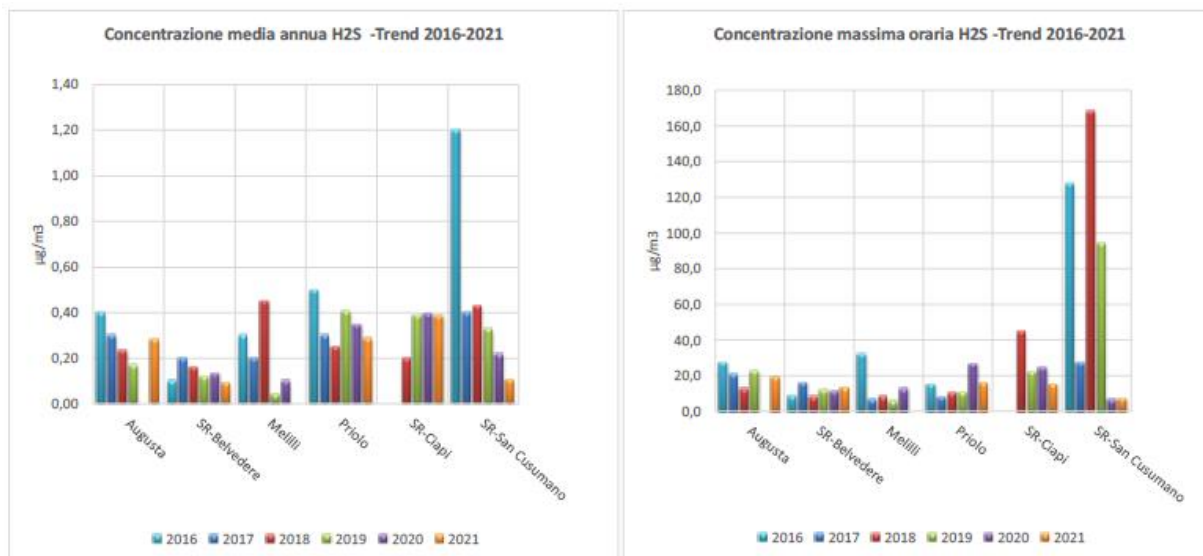 Concentrazione media annua H2S -Trend 2016-2021
1,40
1,20
1,00
0,80
0,60
0,40
0,20
0,00
µg/m3
Augusta
SR-Belvedere
Melilli
Priolo
SR-Ciapi
SR-San Cusumano
2016 2017 2018 2019 2020 2021
Concentrazione massima oraria H2S -Trend 2016-2021
180,0
160,0
140,0
120,0
100,0
80,0
60,0
40,0
20,0
0,0
µg/m3
Augusta
SR-Belvedere
Melilli
Priolo
SR-Ciapi
SR-San Cusumano
2016 2017 2018 2019 2020 2021